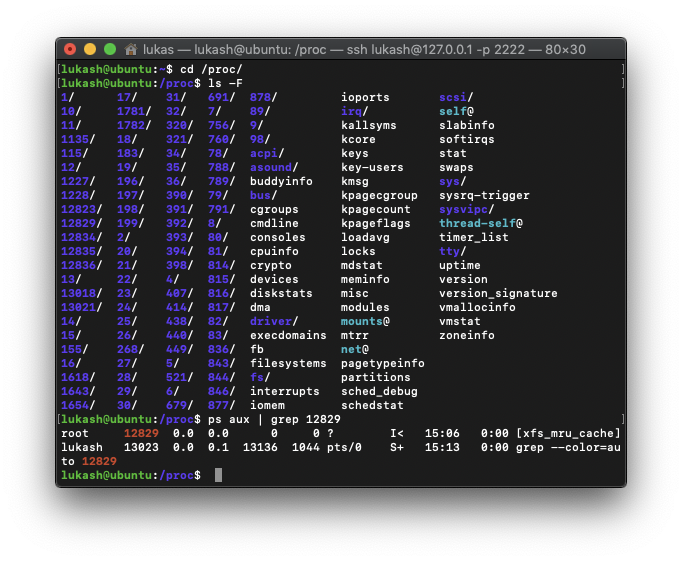 lukas — lukash@ubuntu: /proc — ssh lukash@127.0.0.1 -p 2222 — 80×30
[lukash@ubuntu:~$ cd /proc/ ]
[lukash@ubuntu:/proc$ ls -F ]
1/ 17/ 31/ 691/ 878/ ioports scsi/
10/ 1781/ 32/ 7/ 89/ irq/ self@
11/ 1782/ 320/ 756/ 9/ kallsyms slabinfo
1135/ 18/ 321/ 760/ 98/ kcore softirqs
115/ 183/ 34/ 78/ acpi/ keys stat
12/ 19/ 35/ 788/ asound/ key-users swaps
1227/ 196/ 36/ 789/ buddyinfo kmsg sys/
1228/ 197/ 390/ 79/ bus/ kpagecgroup sysrq-trigger
12823/ 198/ 391/ 791/ cgroups kpagecount sysvipc/
12829/ 199/ 392/ 8/ cmdline kpageflags thread-self@
12834/ 2/ 393/ 80/ consoles loadavg timer_list
12835/ 20/ 394/ 81/ cpuinfo locks tty/
12836/ 21/ 398/ 814/ crypto mdstat uptime
13/ 22/ 4/ 815/ devices meminfo version
13018/ 23/ 407/ 816/ diskstats misc version_signature
13021/ 24/ 414/ 817/ dma modules vmallocinfo
14/ 25/ 438/ 82/ driver/ mounts@ vmstat
15/ 26/ 440/ 83/ execdomains mtrr zoneinfo
155/ 268/ 449/ 836/ fb net@
16/ 27/ 5/ 843/ filesystems pagetypeinfo
1618/ 28/ 521/ 844/ fs/ partitions
1643/ 29/ 6/ 846/ interrupts sched_debug
1654/ 30/ 679/ 877/ iomem schedstat
[lukash@ubuntu:/proc$ ps aux | grep 12829 ]
root 12829 0.0 0.0 0 0 ? I< 15:06 0:00 [xfs_mru_cache]
lukash 13023 0.0 0.1 13136 1044 pts/0 S+ 15:13 0:00 grep --color=au
to 12829
lukash@ubuntu:/proc$